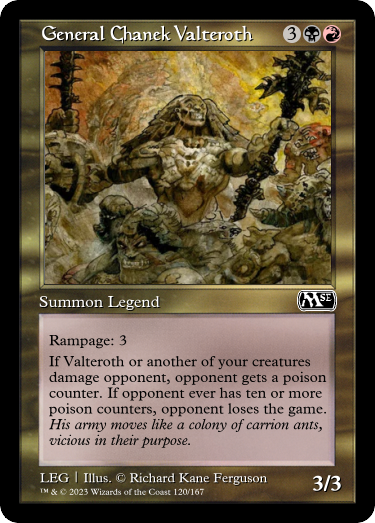 General Chanek Valteroth 3
Summon Legend
MSE
Rampage: 3
If Valteroth or another of your creatures
damage opponent, opponent gets a poison
counter. If opponent ever has ten or more
poison counters, opponent loses the game.
His army moves like a colony of carrion ants,
vicious in their purpose.
LEG | Illus. © Richard Kane Ferguson
™ & © 2023 Wizards of the Coast 120/167
3/3